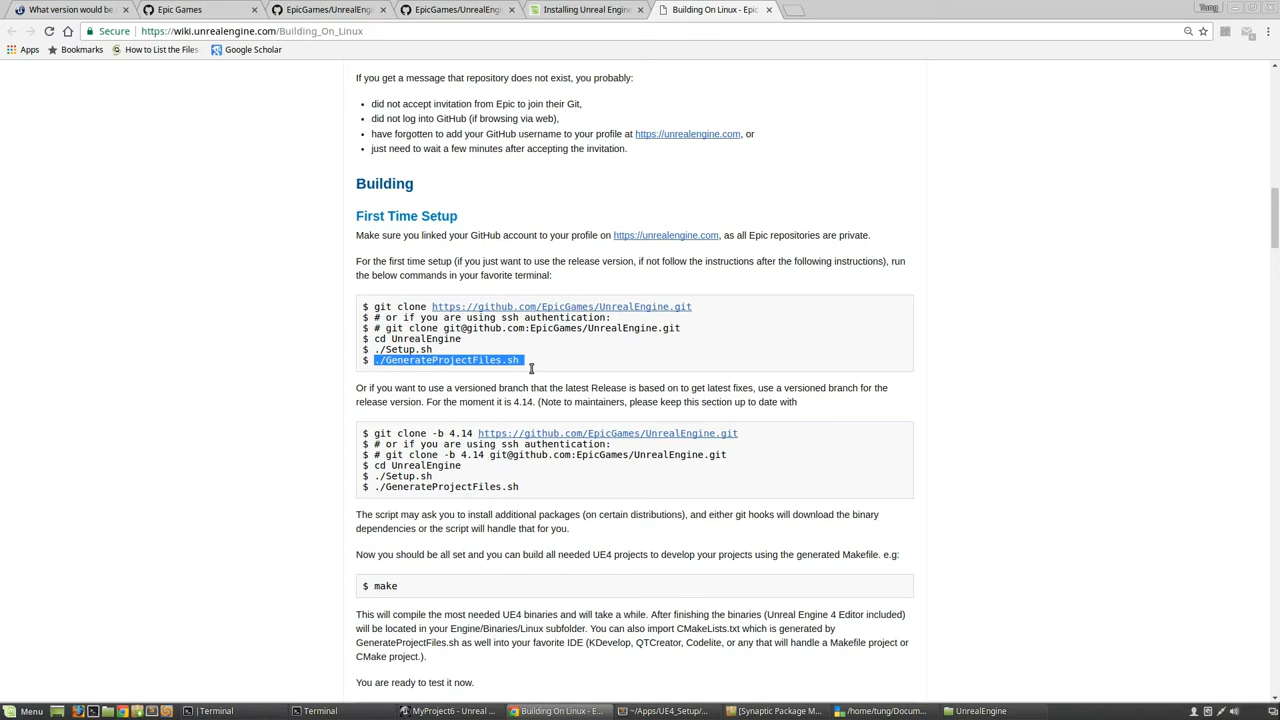 What version would be
Epic Games
EpicGames/UnrealEngi
EpicGames/UnrealEngi
Installing Unreal Engine
Building On Linux - Epic
Tung
Secure
https://wiki.unrealengine.com/Building_On_Linux
Apps
Bookmarks
How to List the Files
Google Scholar
If you get a message that repository does not exist, you probably:
• did not accept invitation from Epic to join their Git,
• did not log into GitHub (if browsing via web),
• have forgotten to add your GitHub username to your profile at https://unrealengine.com, or
• just need to wait a few minutes after accepting the invitation.
Building
First Time Setup
Make sure you linked your GitHub account to your profile on https://unrealengine.com, as all Epic repositories are private.
For the first time setup (if you just want to use the release version, if not follow the instructions after the following instructions), run
the below commands in your favorite terminal:
$ git clone https://github.com/EpicGames/UnrealEngine.git
$ # or if you are using ssh authentication:
$ # git clone git@github.com:EpicGames/UnrealEngine.git
$ cd UnrealEngine
$ ./Setup.sh
$ ./GenerateProjectFiles.sh
Or if you want to use a versioned branch that the latest Release is based on to get latest fixes, use a versioned branch for the
release version. For the moment it is 4.14. (Note to maintainers, please keep this section up to date with
$ git clone -b 4.14 https://github.com/EpicGames/UnrealEngine.git
$ # or if you are using ssh authentication:
$ # git clone -b 4.14 git@github.com:EpicGames/UnrealEngine.git
$ cd UnrealEngine
$ ./Setup.sh
$ ./GenerateProjectFiles.sh
The script may ask you to install additional packages (on certain distributions), and either git hooks will download the binary
dependencies or the script will handle that for you.
Now you should be all set and you can build all needed UE4 projects to develop your projects using the generated Makefile. e.g:
$ make
This will compile the most needed UE4 binaries and will take a while. After finishing the binaries (Unreal Engine 4 Editor included)
will be located in your Engine/Binaries/Linux subfolder. You can also import CMakeLists.txt which is generated by
GenerateProjectFiles.sh as well into your favorite IDE (KDevelop, QTCreator, Codelite, or any that will handle a Makefile project or
CMake project.).
You are ready to test it now.
Menu
Terminal
Terminal
MyProject6 - Unreal ...
Building On Linux - E...
~/Apps/UE4_Setup/...
[Synaptic Package M...
/home/tung/Docum...
UnrealEngine